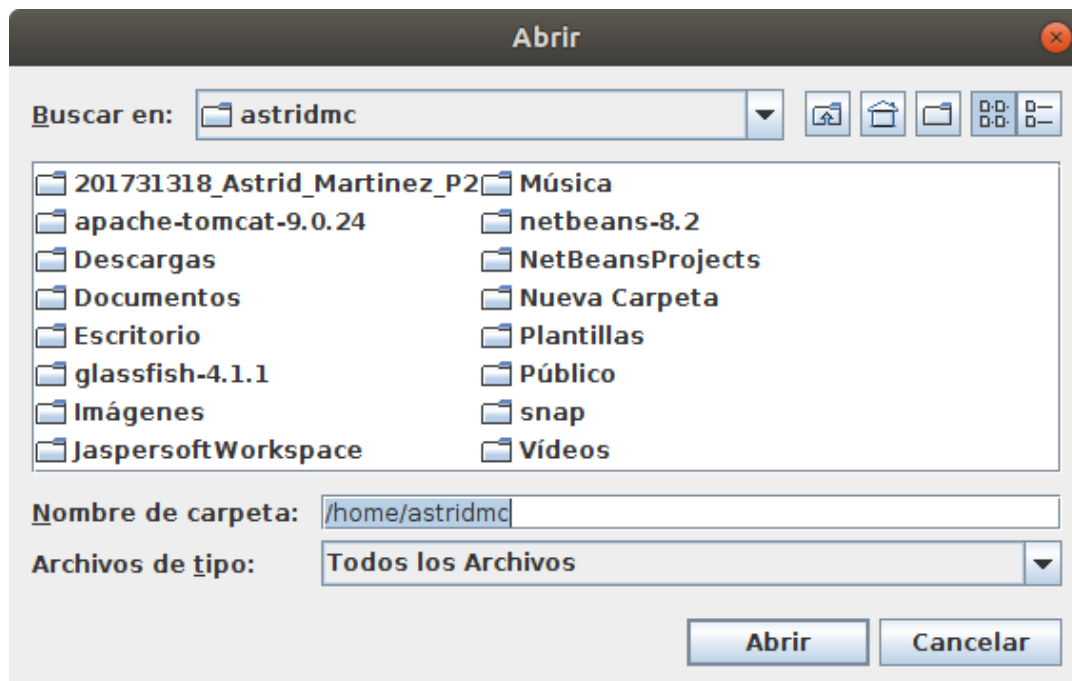 Abrir
Buscar en: astridmc
201731318_Astrid_Martinez_P2 Música
apache-tomcat-9.0.24 netbeans-8.2
Descargas NetBeansProjects
Documentos Nueva Carpeta
Escritorio Plantillas
glassfish-4.1.1 Público
Imágenes snap
JaspersoftWorkspace Vídeos
Nombre de carpeta: /home/astridmc
Archivos de tipo: Todos los Archivos
Abrir Cancelar